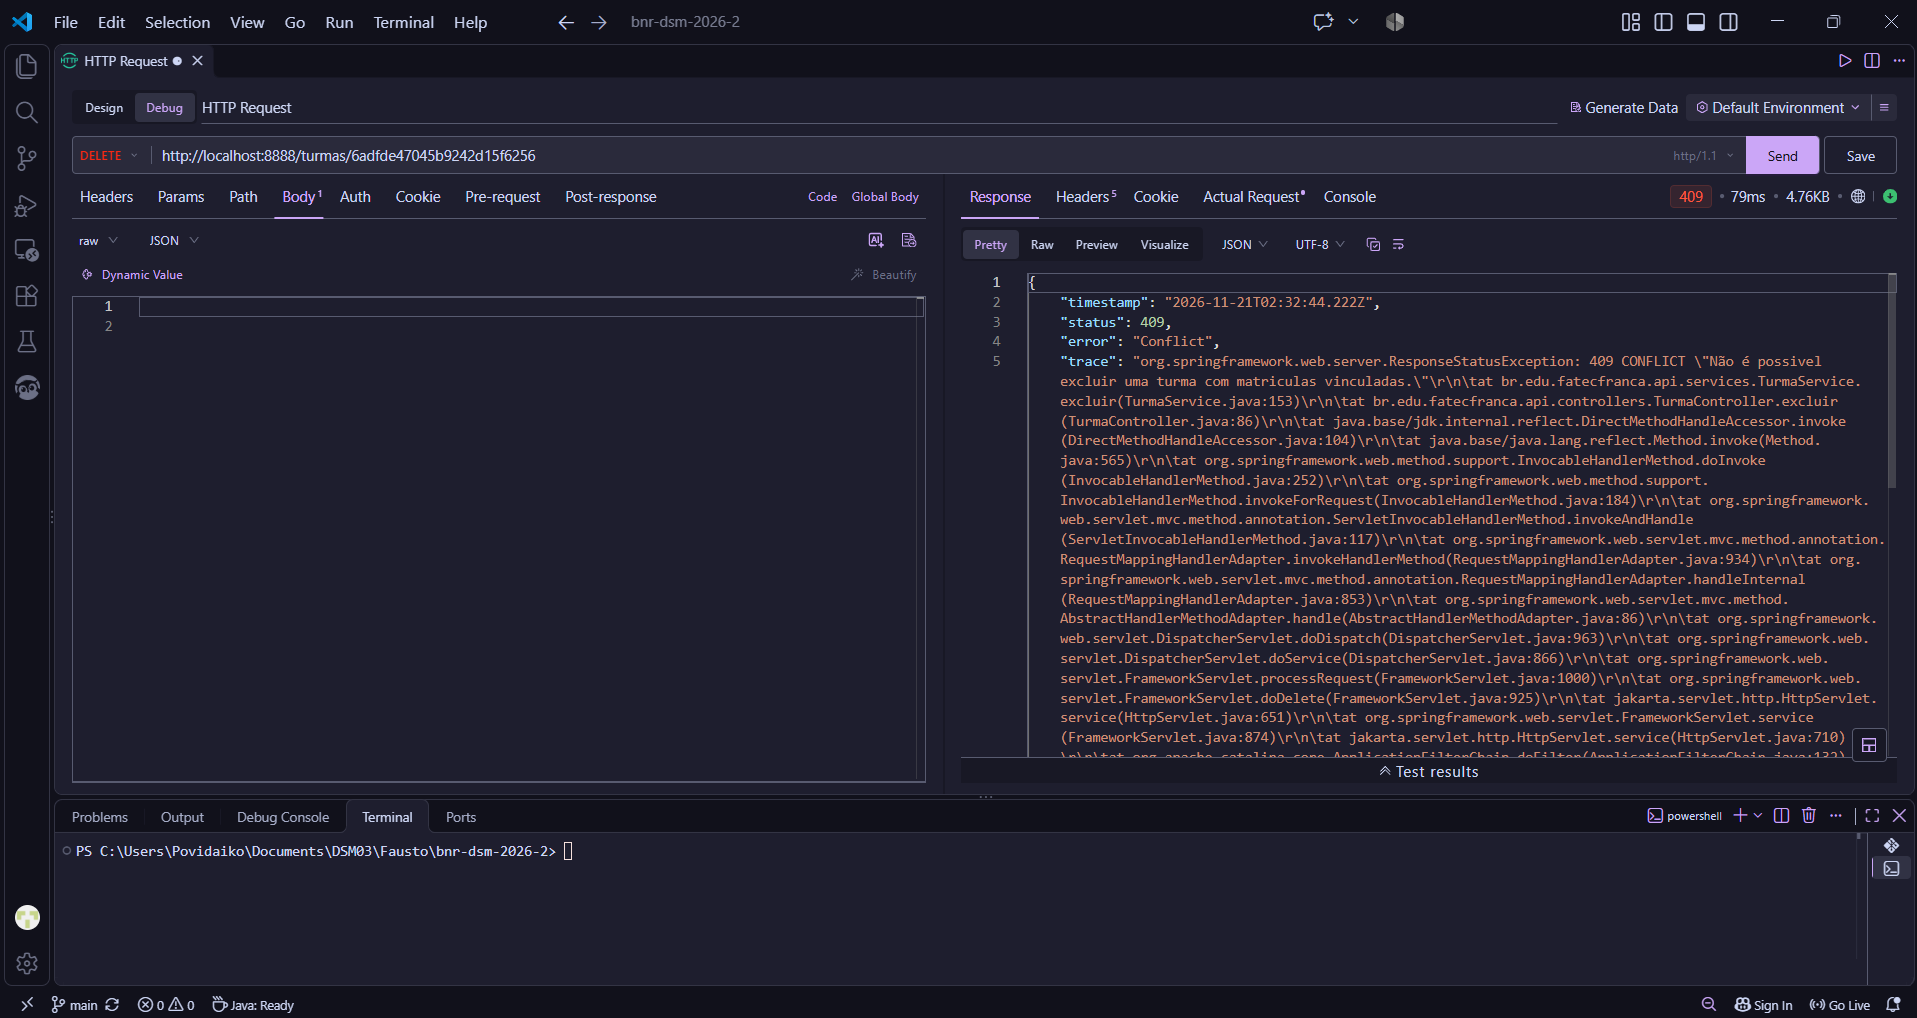 File Edit Selection View Go Run Terminal Help
bnr-dsm-2026-2
HTTP Request
Design Debug HTTP Request
Generate Data Default Environment
DELETE http://localhost:8888/turmas/6adfde47045b9242d15f6256 http/1.1 Send Save
Headers Params Path Body 1 Auth Cookie Pre-request Post-response Code Global Body
raw JSON
Dynamic Value Beautify
1
2
Response Headers 5 Cookie Actual Request Console 409 79ms 4.76KB
Pretty Raw Preview Visualize JSON UTF-8
1 {
2 "timestamp": "2026-11-21T02:32:44.222Z",
3 "status": 409,
4 "error": "Conflict",
5 "trace": "org.springframework.web.server.ResponseStatusException: 409 CONFLICT \"Não é possivel
excluir uma turma com matriculas vinculadas.\"\r\n\tat br.edu.fatecfranca.api.services.TurmaService.
excluir(TurmaService.java:153)\r\n\tat br.edu.fatecfranca.api.controllers.TurmaController.excluir
(TurmaController.java:86)\r\n\tat java.base/jdk.internal.reflect.DirectMethodHandleAccessor.invoke
(DirectMethodHandleAccessor.java:104)\r\n\tat java.base/java.lang.reflect.Method.invoke(Method.
java:565)\r\n\tat org.springframework.web.method.support.InvocableHandlerMethod.doInvoke
(InvocableHandlerMethod.java:252)\r\n\tat org.springframework.web.method.support.
InvocableHandlerMethod.invokeForRequest(InvocableHandlerMethod.java:184)\r\n\tat org.springframework.
web.servlet.mvc.method.annotation.ServletInvocableHandlerMethod.invokeAndHandle
(ServletInvocableHandlerMethod.java:117)\r\n\tat org.springframework.web.servlet.mvc.method.annotation.
RequestMappingHandlerAdapter.invokeHandlerMethod(RequestMappingHandlerAdapter.java:934)\r\n\tat org.
springframework.web.servlet.mvc.method.annotation.RequestMappingHandlerAdapter.handleInternal
(RequestMappingHandlerAdapter.java:853)\r\n\tat org.springframework.web.servlet.mvc.method.
AbstractHandlerMethodAdapter.handle(AbstractHandlerMethodAdapter.java:86)\r\n\tat org.springframework.
web.servlet.DispatcherServlet.doDispatch(DispatcherServlet.java:963)\r\n\tat org.springframework.web.
servlet.DispatcherServlet.doService(DispatcherServlet.java:866)\r\n\tat org.springframework.web.
servlet.FrameworkServlet.processRequest(FrameworkServlet.java:1000)\r\n\tat org.springframework.web.
servlet.FrameworkServlet.doDelete(FrameworkServlet.java:925)\r\n\tat jakarta.servlet.http.HttpServlet.
service(HttpServlet.java:651)\r\n\tat org.springframework.web.servlet.FrameworkServlet.service
(FrameworkServlet.java:874)\r\n\tat jakarta.servlet.http.HttpServlet.service(HttpServlet.java:710)
\r\n\tat org.apache.catalina.core.ApplicationFilterChain.doFilter(ApplicationFilterChain.java:132)
Test results
Problems Output Debug Console Terminal Ports powershell
PS C:\Users\Povidaiko\Documents\DSM03\Fausto\bnr-dsm-2026-2>
main 0 0 Java: Ready Sign In Go Live